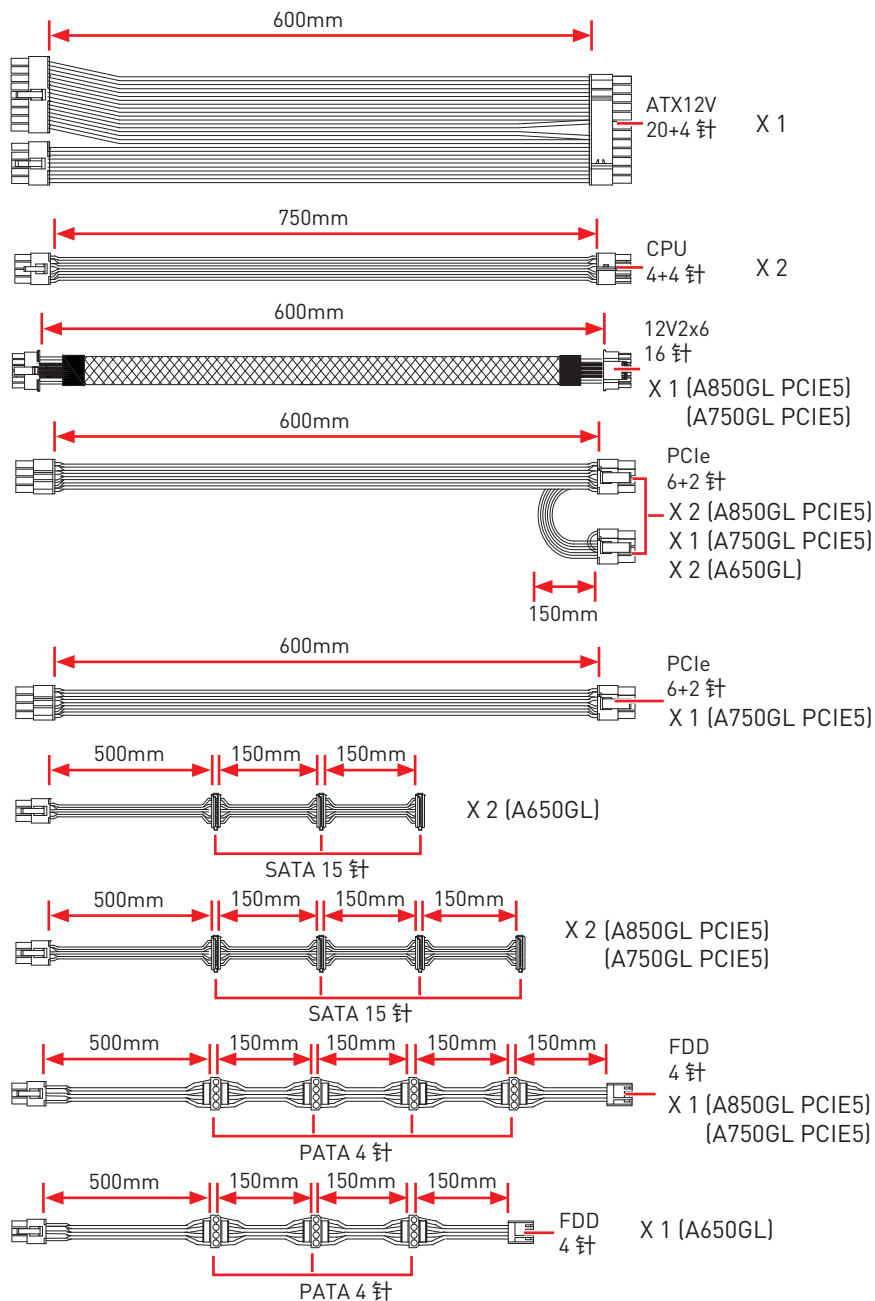 600mm
ATX12V
20+4 针
X 1
750mm
CPU
4+4 针
X 2
600mm
12V2x6
16 针
X 1 (A850GL PCIE5)
(A750GL PCIE5)
600mm
PCIe
6+2 针
X 2 (A850GL PCIE5)
X 1 (A750GL PCIE5)
X 2 (A650GL)
150mm
600mm
PCIe
6+2 针
X 1 (A750GL PCIE5)
500mm 150mm 150mm
X 2 (A650GL)
SATA 15 针
500mm 150mm 150mm 150mm
X 2 (A850GL PCIE5)
(A750GL PCIE5)
SATA 15 针
500mm 150mm 150mm 150mm 150mm
FDD
4 针
X 1 (A850GL PCIE5)
(A750GL PCIE5)
PATA 4 针
500mm 150mm 150mm 150mm
FDD
4 针
X 1 (A650GL)
PATA 4 针